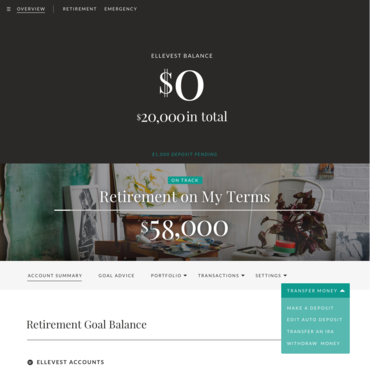 OVERVIEW RETIREMENT EMERGENCY
ELLEVEST BALANCE
$0
$20,000 in total
$1,000 DEPOSIT PENDING
ON TRACK
Retirement on My Terms
$58,000
ACCOUNT SUMMARY GOAL ADVICE PORTFOLIO TRANSACTIONS SETTINGS
TRANSFER MONEY
MAKE A DEPOSIT
EDIT AUTO DEPOSIT
TRANSFER AN IRA
WITHDRAW MONEY
Retirement Goal Balance
ELLEVEST ACCOUNTS